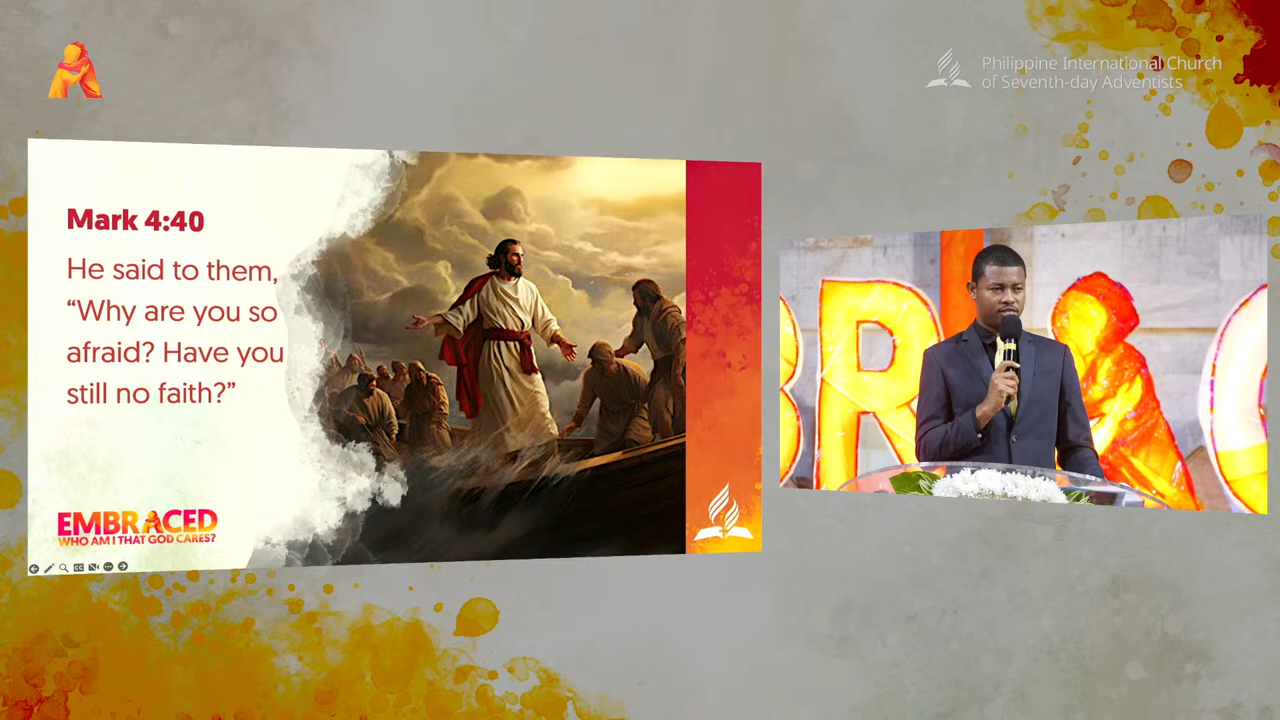 Philippine International Church
of Seventh-day Adventists
Mark 4:40
He said to them,
“Why are you so
afraid? Have you
still no faith?”
EMBRACED
WHO AM I THAT GOD CARES?
BR